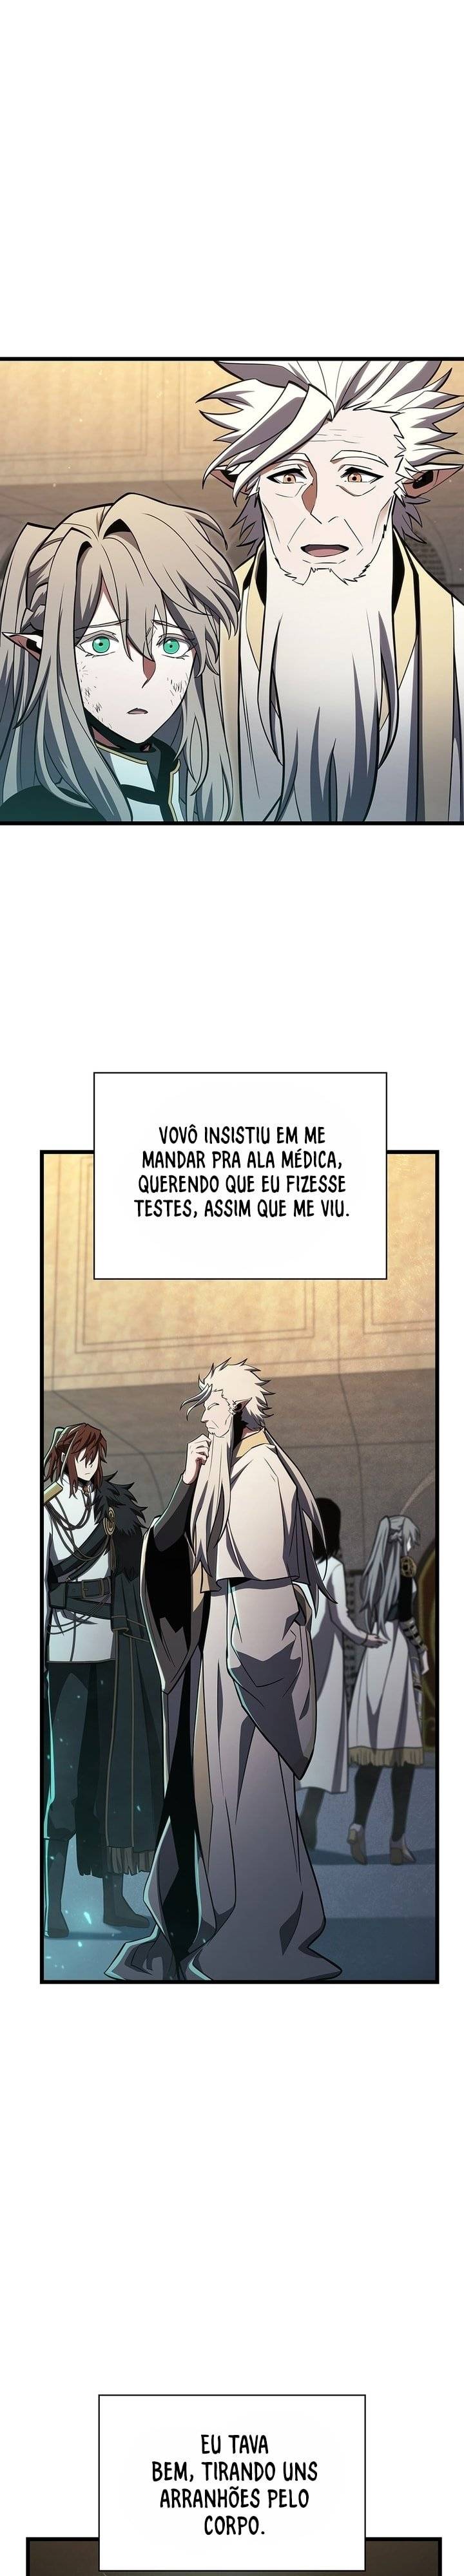 VOVÔ INSISTIU EM ME
MANDAR PRA ALA MÉDICA,
QUERENDO QUE EU FIZESSE
TESTES, ASSIM QUE ME VIU.
EU TAVA
BEM, TIRANDO UNS
ARRANHÕES PELO
CORPO.